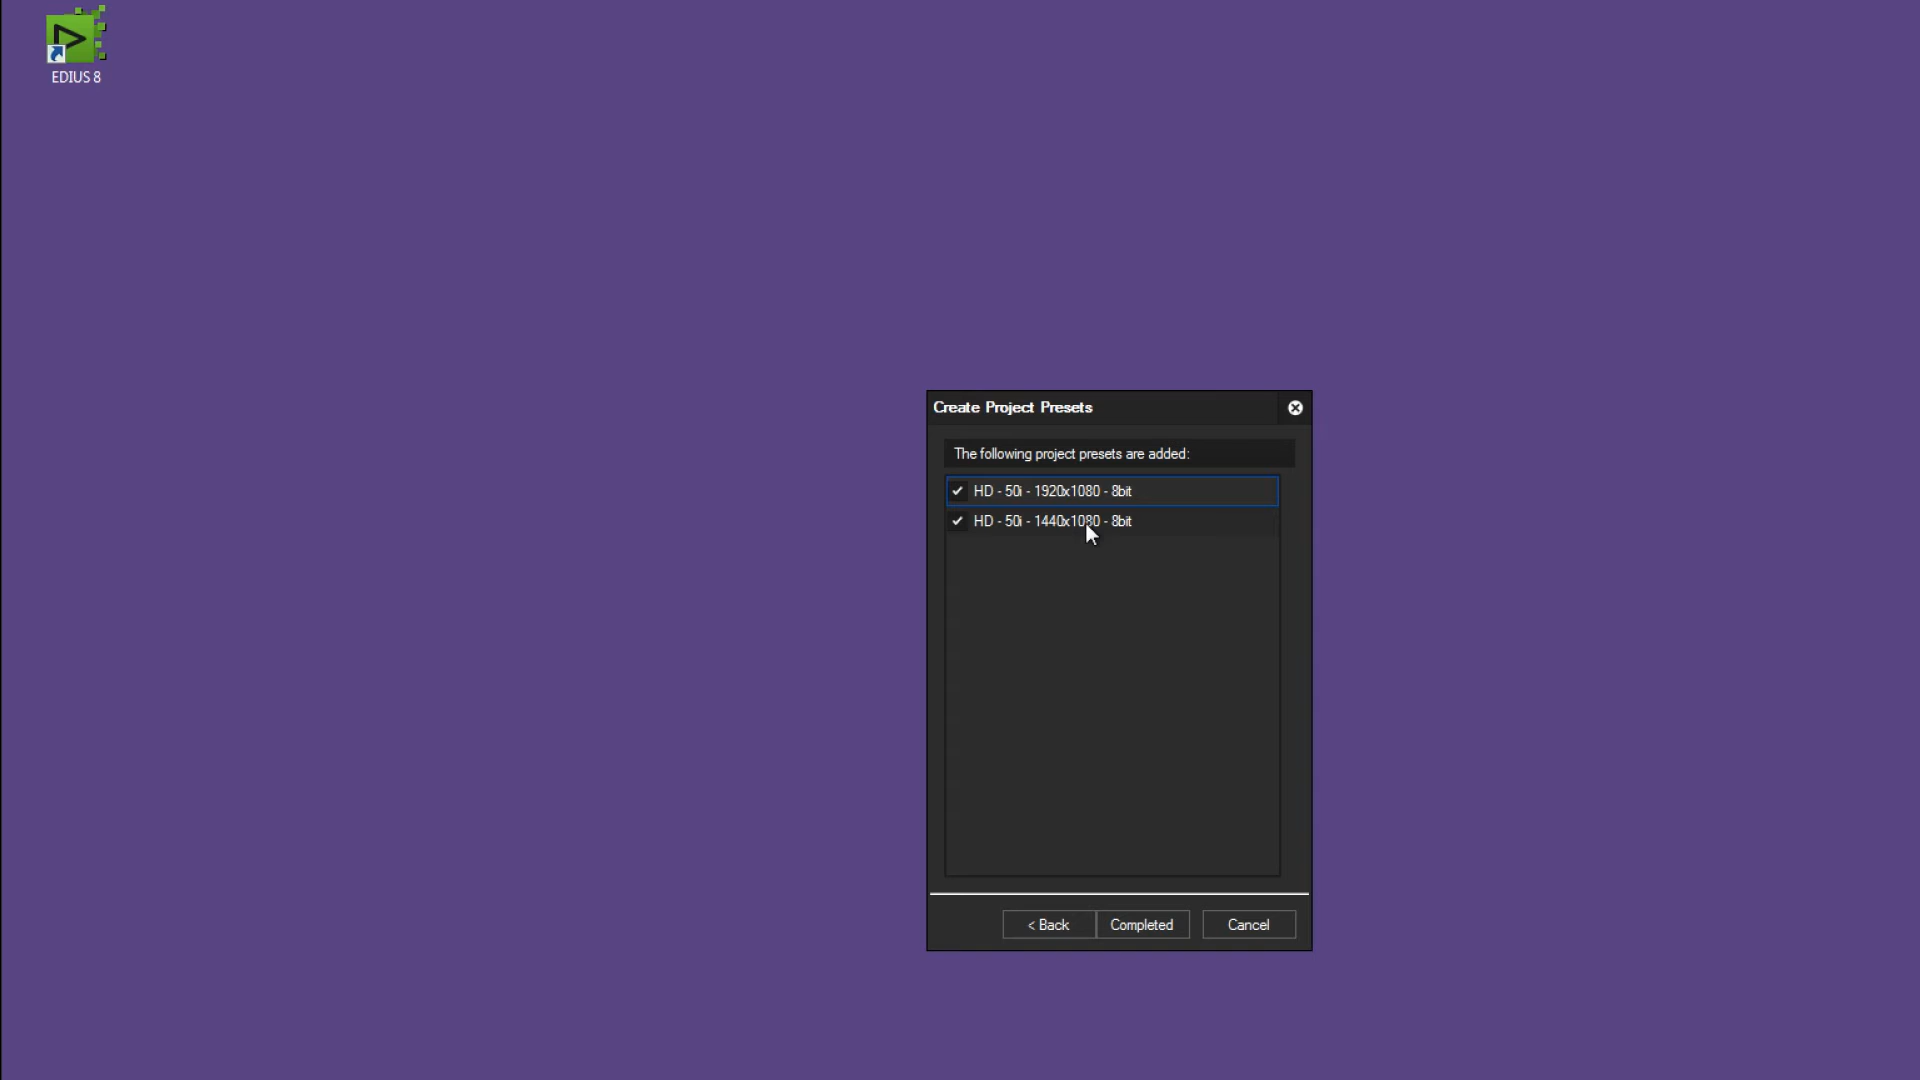 EDIUS 8
Create Project Presets
The following project presets are added:
HD - 50i - 1920x1080 - 8bit
HD - 50i - 1440x1080 - 8bit
< Back
Completed
Cancel